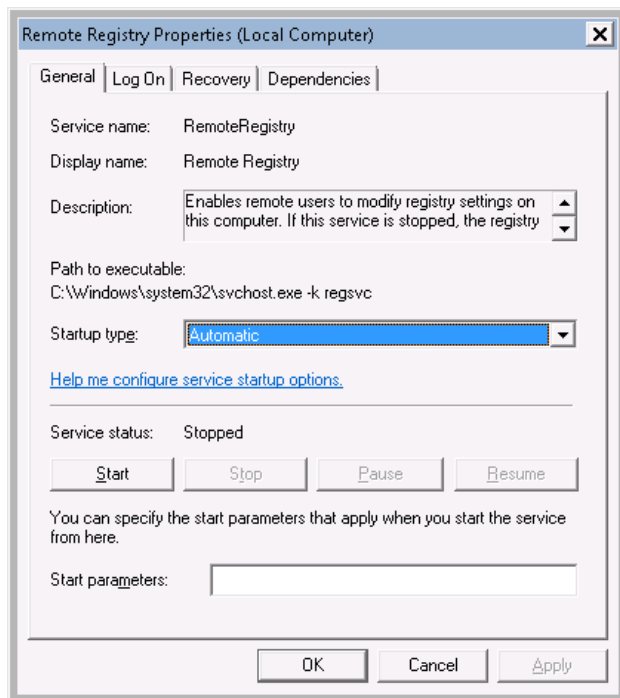 Remote Registry Properties (Local Computer)
General
Log On
Recovery
Dependencies
Service name: RemoteRegistry
Display name: Remote Registry
Description: Enables remote users to modify registry settings on
this computer. If this service is stopped, the registry
Path to executable:
C:\Windows\system32\svchost.exe -k regsvc
Startup type: Automatic
Help me configure service startup options.
Service status: Stopped
Start
Stop
Pause
Resume
You can specify the start parameters that apply when you start the service
from here.
Start parameters:
OK
Cancel
Apply